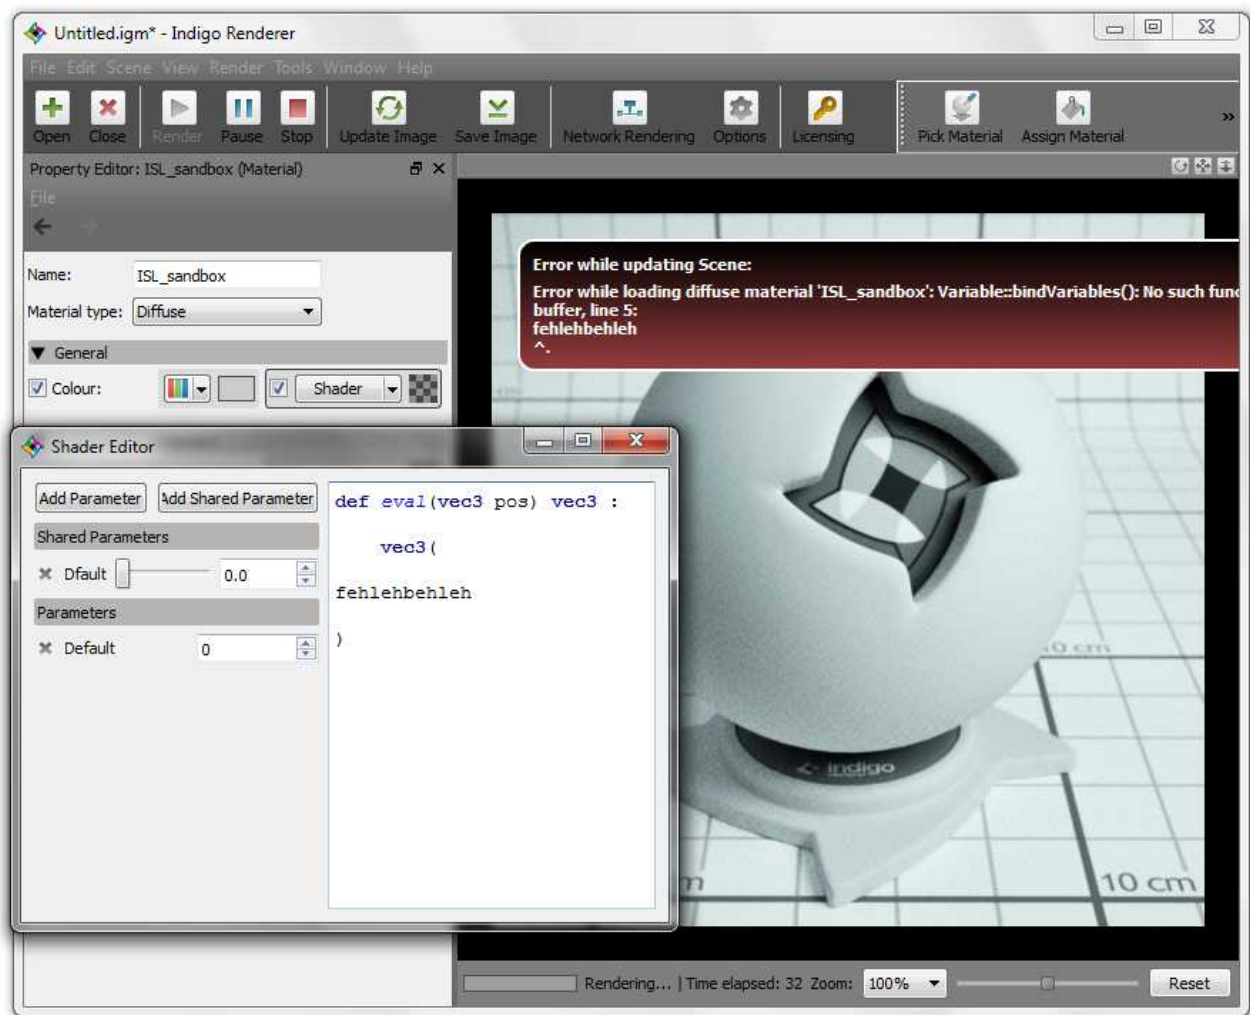 Untitled.igm* - Indigo Renderer
File Edit Scene View Render Tools Window Help
Open Close Render Pause Stop Update Image Save Image Network Rendering Options Licensing Pick Material Assign Material »
Property Editor: ISL_sandbox (Material)
File
Name: ISL_sandbox
Material type: Diffuse
General
Colour: Shader
Error while updating Scene:
Error while loading diffuse material 'ISL_sandbox': Variable::bindVariables(): No such func
buffer, line 5:
fehlehbehleh
^.
Shader Editor
Add Parameter Add Shared Parameter
Shared Parameters
Dfault 0.0
Parameters
Default 0
def eval(vec3 pos) vec3 :
vec3(
fehlehbehleh
)
indigo
10 cm
10 cm
Rendering... | Time elapsed: 32 Zoom: 100% Reset